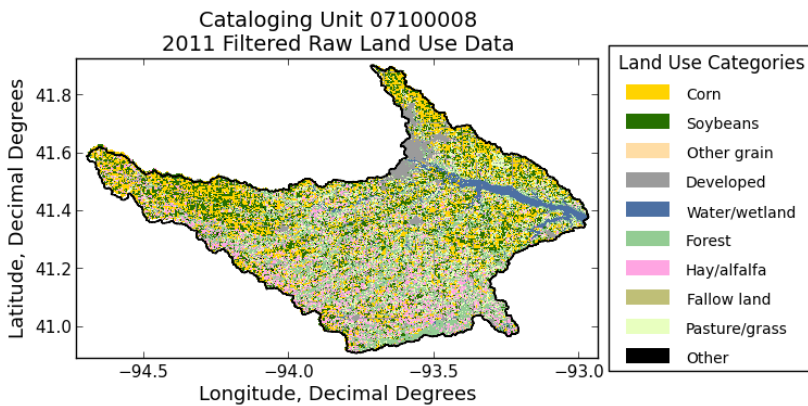 Cataloging Unit 07100008
2011 Filtered Raw Land Use Data
Latitude, Decimal Degrees
41.8
41.6
41.4
41.2
41.0
−94.5
−94.0
−93.5
−93.0
Longitude, Decimal Degrees
Land Use Categories
Corn
Soybeans
Other grain
Developed
Water/wetland
Forest
Hay/alfalfa
Fallow land
Pasture/grass
Other